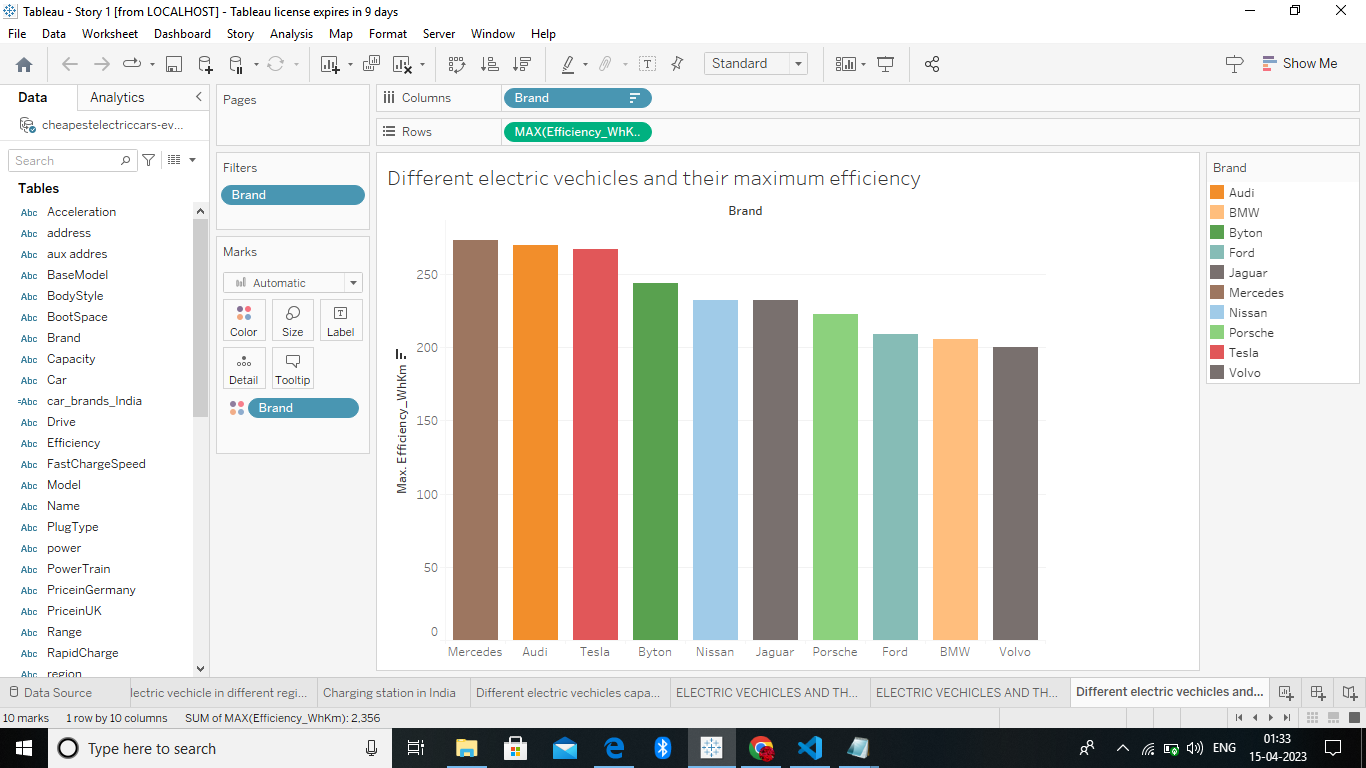 Tableau - Story 1 [from LOCALHOST] - Tableau license expires in 9 days
File Data Worksheet Dashboard Story Analysis Map Format Server Window Help
Standard
Show Me
Data Analytics
cheapestelectriccars-ev...
Search
Tables
Abc Acceleration
Abc address
Abc aux addres
Abc BaseModel
Abc BodyStyle
Abc BootSpace
Abc Brand
Abc Capacity
Abc Car
=Abc car_brands_India
Abc Drive
Abc Efficiency
Abc FastChargeSpeed
Abc Model
Abc Name
Abc PlugType
Abc power
Abc PowerTrain
Abc PriceinGermany
Abc PriceinUK
Abc Range
Abc RapidCharge
Abc region
Pages
Filters
Brand
Marks
Automatic
Color Size Label
Detail Tooltip
Brand
Columns Brand
Rows MAX(Efficiency_WhK..
Different electric vechicles and their maximum efficiency
Brand
Max. Efficiency_WhKm
250
200
150
100
50
0
Mercedes Audi Tesla Byton Nissan Jaguar Porsche Ford BMW Volvo
Brand
Audi
BMW
Byton
Ford
Jaguar
Mercedes
Nissan
Porsche
Tesla
Volvo
Data Source lectric vechicle in different regi... Charging station in India Different electric vechicles capa... ELECTRIC VECHICLES AND TH... ELECTRIC VECHICLES AND TH... Different electric vechicles and...
10 marks 1 row by 10 columns SUM of MAX(Efficiency_WhKm): 2,356
Type here to search
ENG
01:33
15-04-2023